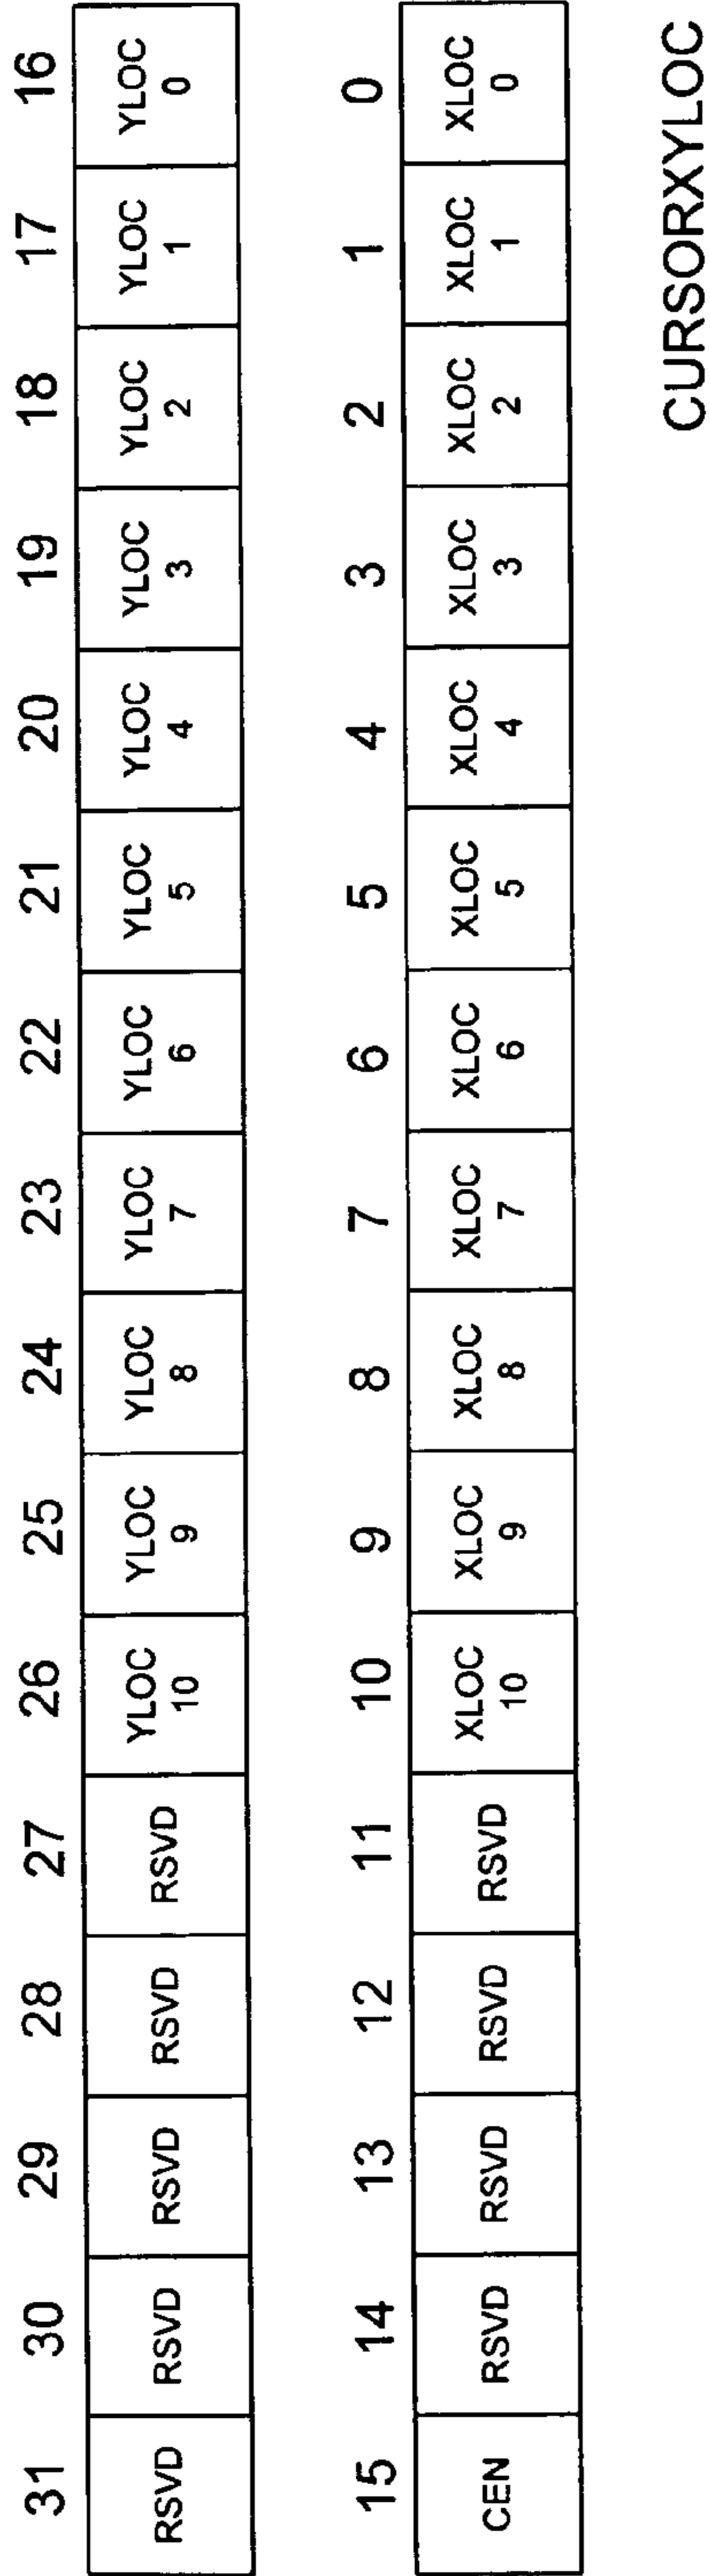 31 30 29 28 27 26 25 24 23 22 21 20 19 18 17 16
RSVD RSVD RSVD RSVD RSVD YLOC YLOC YLOC YLOC YLOC YLOC YLOC YLOC YLOC YLOC YLOC
10 9 8 7 6 5 4 3 2 1 0
15 14 13 12 11 10 9 8 7 6 5 4 3 2 1 0
CEN RSVD RSVD RSVD RSVD XLOC XLOC XLOC XLOC XLOC XLOC XLOC XLOC XLOC XLOC XLOC
10 9 8 7 6 5 4 3 2 1 0
CURSORXYLOC